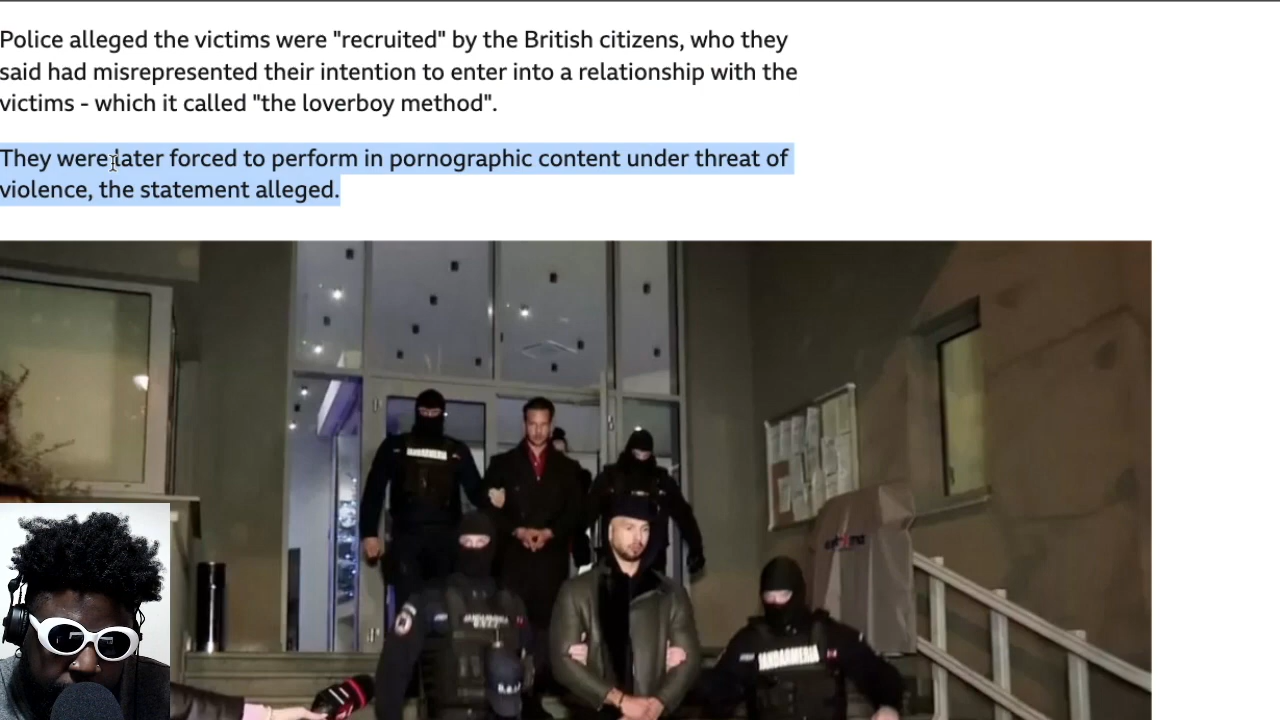 Police alleged the victims were "recruited" by the British citizens, who they
said had misrepresented their intention to enter into a relationship with the
victims - which it called "the loverboy method".
They were later forced to perform in pornographic content under threat of
violence, the statement alleged.
JANDARMERIA
JANDARMERIA